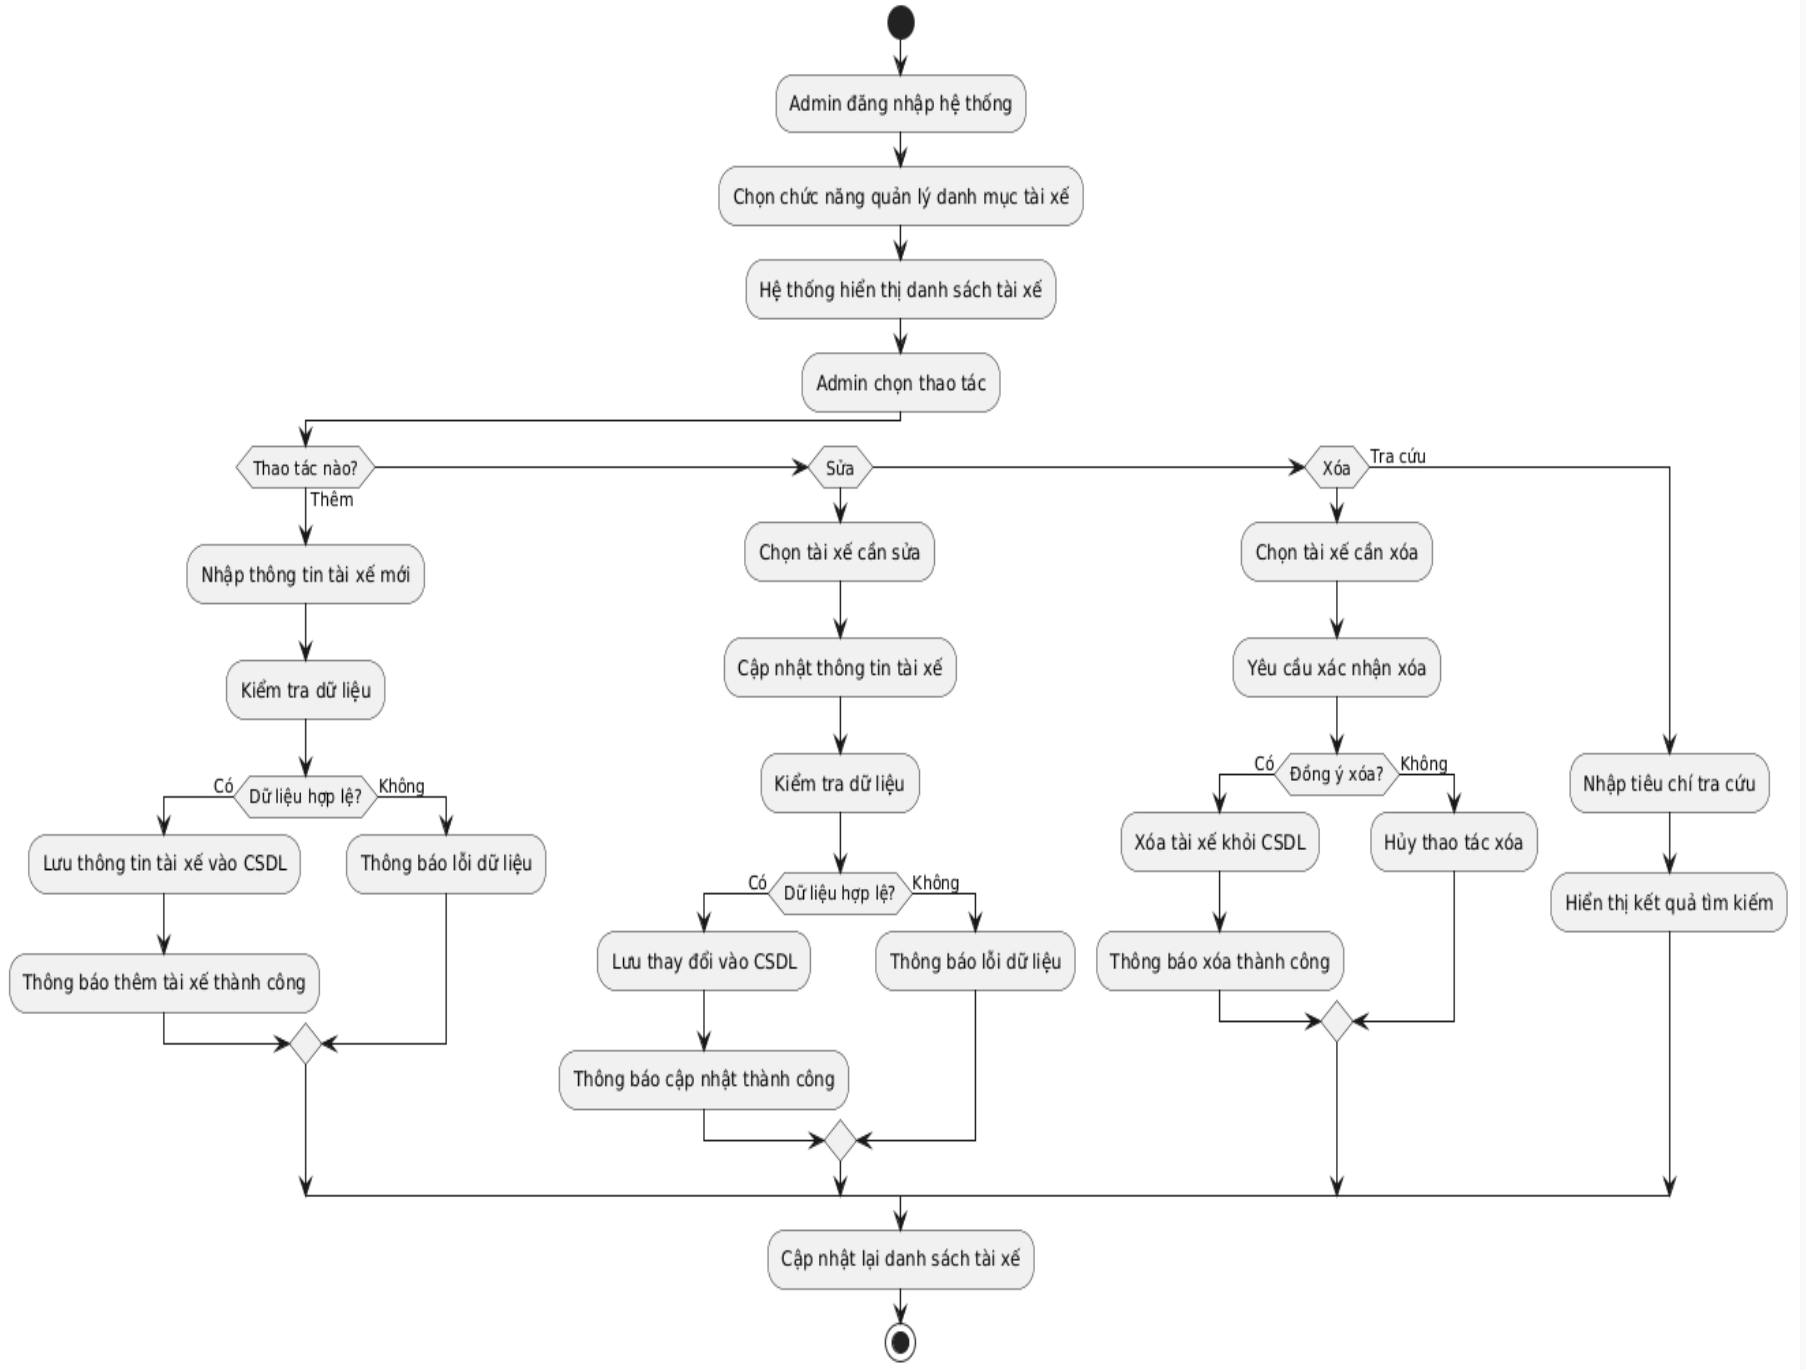 Admin đăng nhập hệ thống
Chọn chức năng quản lý danh mục tài xế
Hệ thống hiển thị danh sách tài xế
Admin chọn thao tác
Thao tác nào?
Thêm
Nhập thông tin tài xế mới
Kiểm tra dữ liệu
Dữ liệu hợp lệ?
Có
Không
Lưu thông tin tài xế vào CSDL
Thông báo thêm tài xế thành công
Thông báo lỗi dữ liệu
Sửa
Chọn tài xế cần sửa
Cập nhật thông tin tài xế
Kiểm tra dữ liệu
Dữ liệu hợp lệ?
Có
Không
Lưu thay đổi vào CSDL
Thông báo cập nhật thành công
Thông báo lỗi dữ liệu
Xóa
Chọn tài xế cần xóa
Yêu cầu xác nhận xóa
Đồng ý xóa?
Có
Không
Xóa tài xế khỏi CSDL
Thông báo xóa thành công
Hủy thao tác xóa
Tra cứu
Nhập tiêu chí tra cứu
Hiển thị kết quả tìm kiếm
Cập nhật lại danh sách tài xế